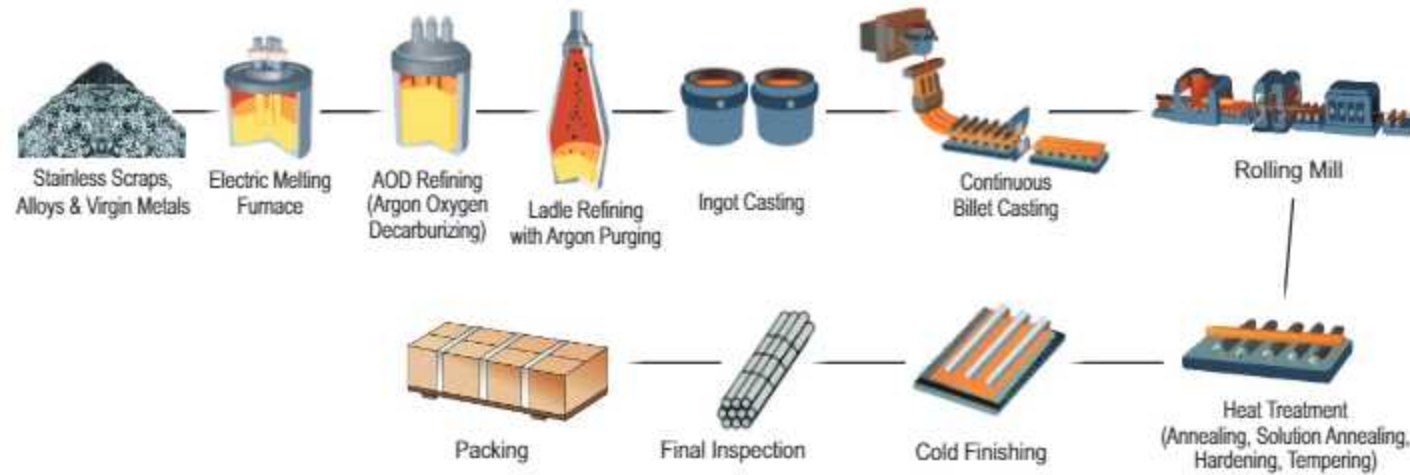 Stainless Scraps,
Alloys & Virgin Metals
Electric Melting
Furnace
AOD Refining
(Argon Oxygen
Decarburizing)
Ladle Refining
with Argon Purging
Ingot Casting
Continuous
Billet Casting
Rolling Mill
Heat Treatment
(Annealing, Solution Annealing,
Hardening, Tempering)
Cold Finishing
Final Inspection
Packing